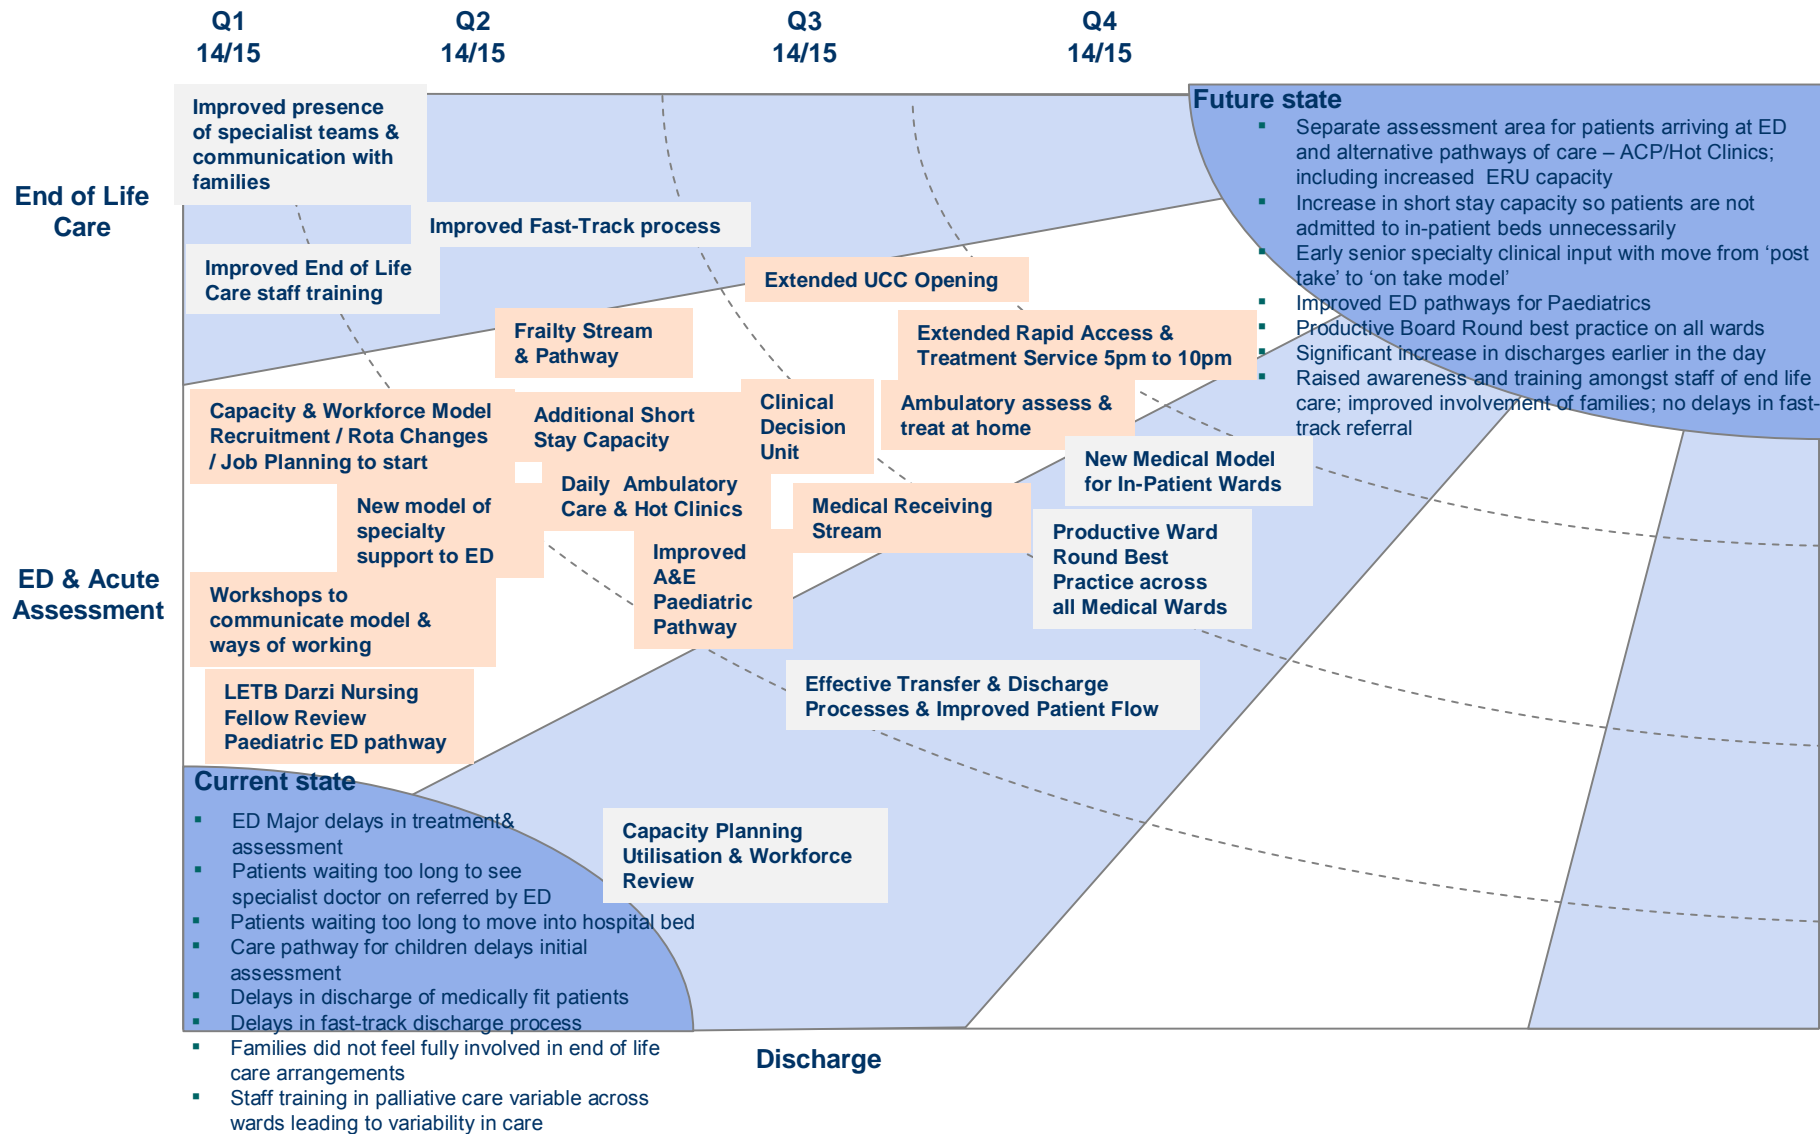 Q1
14/15
Q2
14/15
Q3
14/15
Q4
14/15
End of Life
Care
Improved presence
of specialist teams &
communication with
families
Improved Fast-Track process
Improved End of Life
Care staff training
Future state
Separate assessment area for patients arriving at ED
and alternative pathways of care – ACP/Hot Clinics;
including increased ERU capacity
Increase in short stay capacity so patients are not
admitted to in-patient beds unnecessarily
Early senior specialty clinical input with move from ‘post
take’ to ‘on take model’
Improved ED pathways for Paediatrics
Productive Board Round best practice on all wards
Significant increase in discharges earlier in the day
Raised awareness and training amongst staff of end life
care; improved involvement of families; no delays in fast-
track referral
Extended UCC Opening
Frailty Stream
& Pathway
Extended Rapid Access &
Treatment Service 5pm to 10pm
ED & Acute
Assessment
Capacity & Workforce Model
Recruitment / Rota Changes
/ Job Planning to start
Additional Short
Stay Capacity
Clinical
Decision
Unit
Ambulatory assess &
treat at home
New model of
specialty
support to ED
Daily Ambulatory
Care & Hot Clinics
Medical Receiving
Stream
New Medical Model
for In-Patient Wards
Improved
A&E
Paediatric
Pathway
Productive Ward
Round Best
Practice across
all Medical Wards
Workshops to
communicate model &
ways of working
LETB Darzi Nursing
Fellow Review
Paediatric ED pathway
Effective Transfer & Discharge
Processes & Improved Patient Flow
Capacity Planning
Utilisation & Workforce
Review
Current state
ED Major delays in treatment&
assessment
Patients waiting too long to see
specialist doctor on referred by ED
Patients waiting too long to move into hospital bed
Care pathway for children delays initial
assessment
Delays in discharge of medically fit patients
Delays in fast-track discharge process
Families did not feel fully involved in end of life
care arrangements
Staff training in palliative care variable across
wards leading to variability in care
Discharge